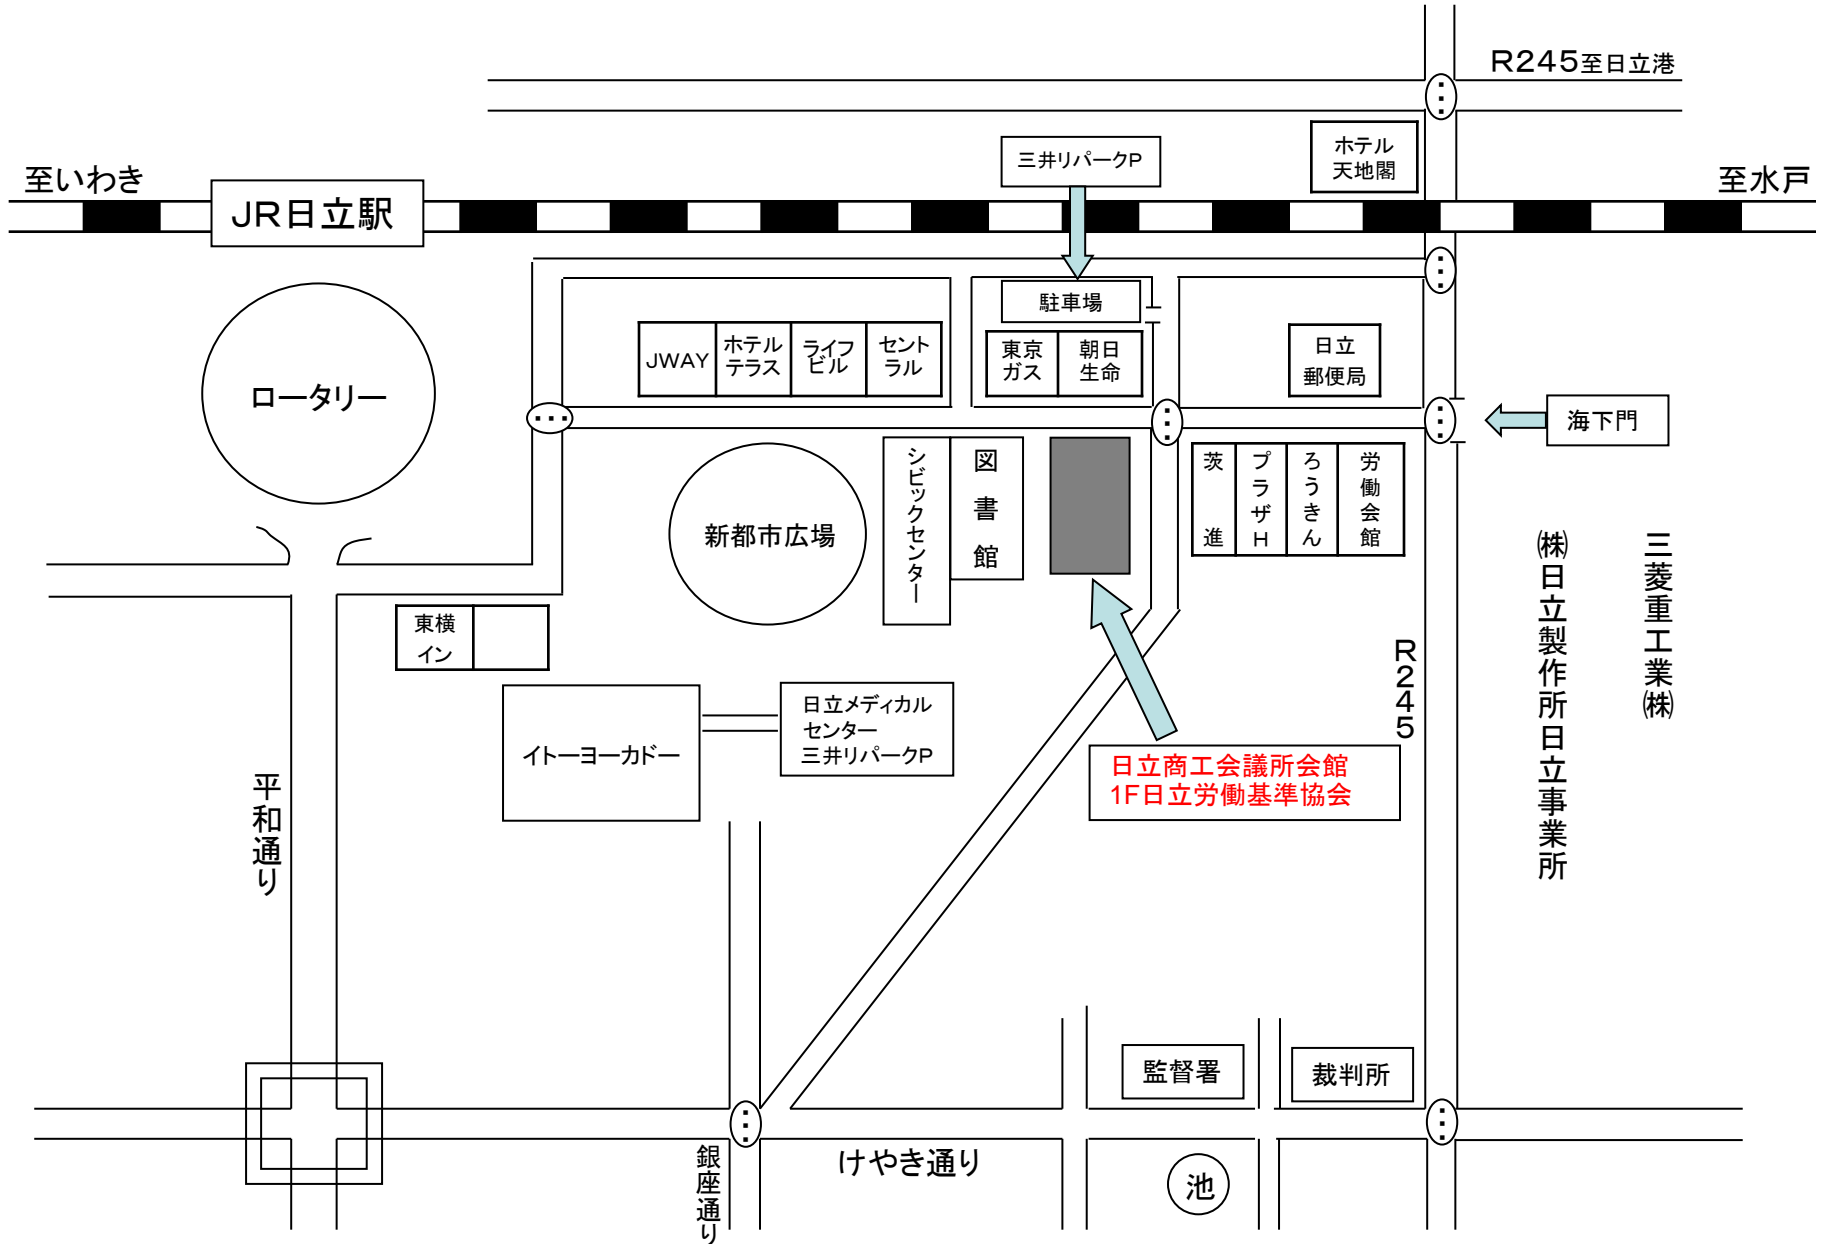 R245至日立港
ホテル
天地閣
三井リパークP
至いわき
至水戸
JR日立駅
駐車場
JWAY
ホテル
テラス
ライフ
ビル
セント
ラル
東京
ガス
朝日
生命
日立
郵便局
ロータリー
海下門
シビックセンター
図書館
茨進
プラザH
ろうきん
労働会館
新都市広場
㈱日立製作所日立事業所
三菱重工業㈱
東横
イン
R245
イトーヨーカドー
日立メディカル
センター
三井リパークP
日立商工会議所会館
1F日立労働基準協会
平和通り
監督署
裁判所
銀座通り
けやき通り
池